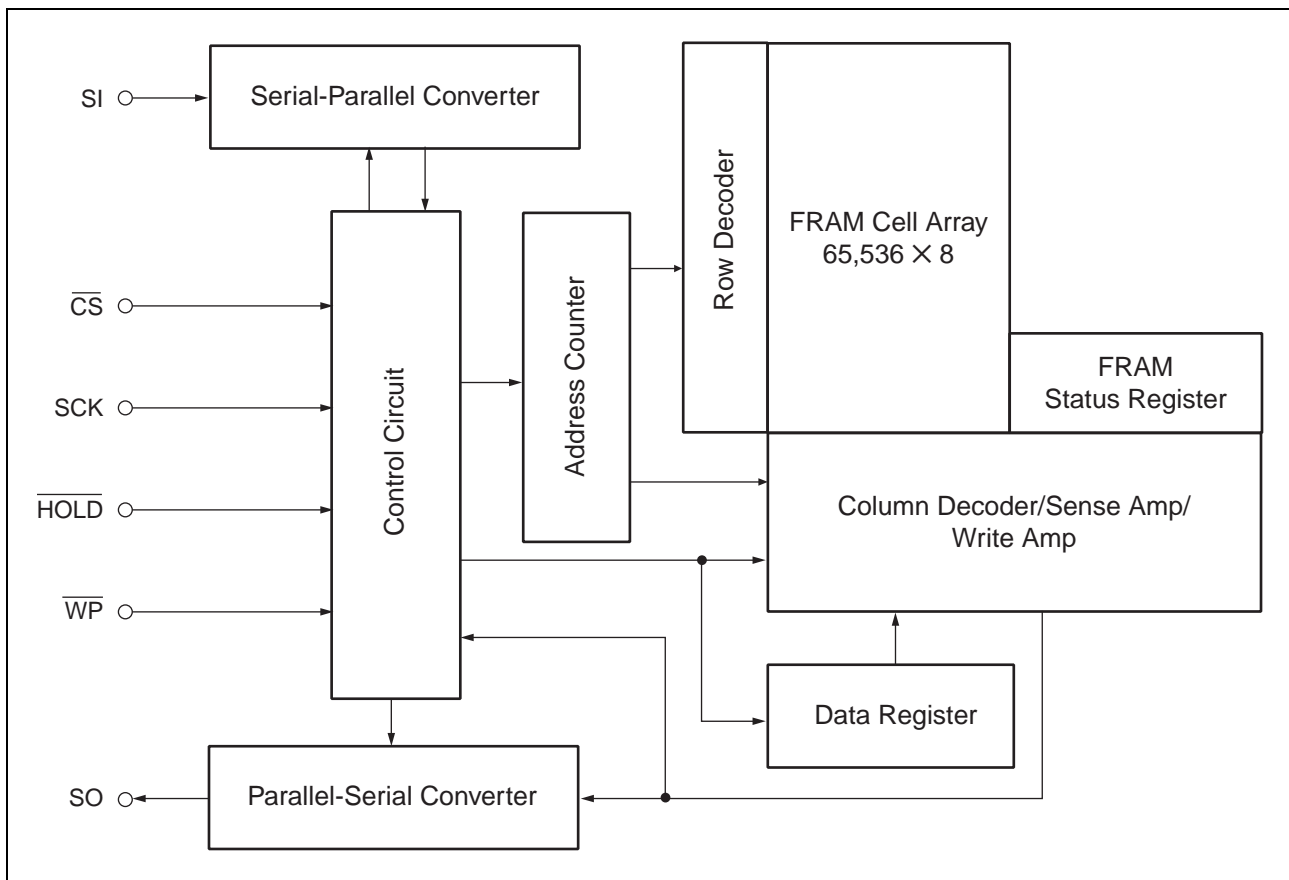 SI
Serial-Parallel Converter
CS
SCK
HOLD
WP
SO
Control Circuit
Address Counter
Row Decoder
FRAM Cell Array
65,536 × 8
FRAM
Status Register
Column Decoder/Sense Amp/
Write Amp
Data Register
Parallel-Serial Converter